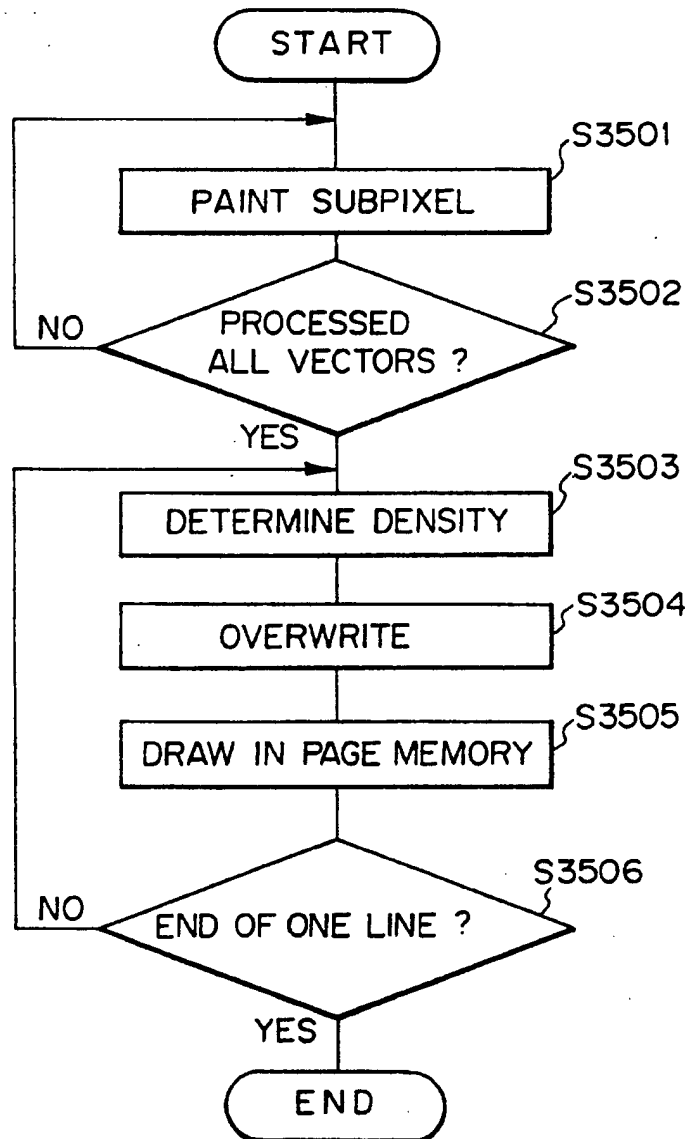 START
S3501
PAINT SUBPIXEL
S3502
NO
PROCESSED
ALL VECTORS ?
YES
S3503
DETERMINE DENSITY
S3504
OVERWRITE
S3505
DRAW IN PAGE MEMORY
S3506
NO
END OF ONE LINE ?
YES
END